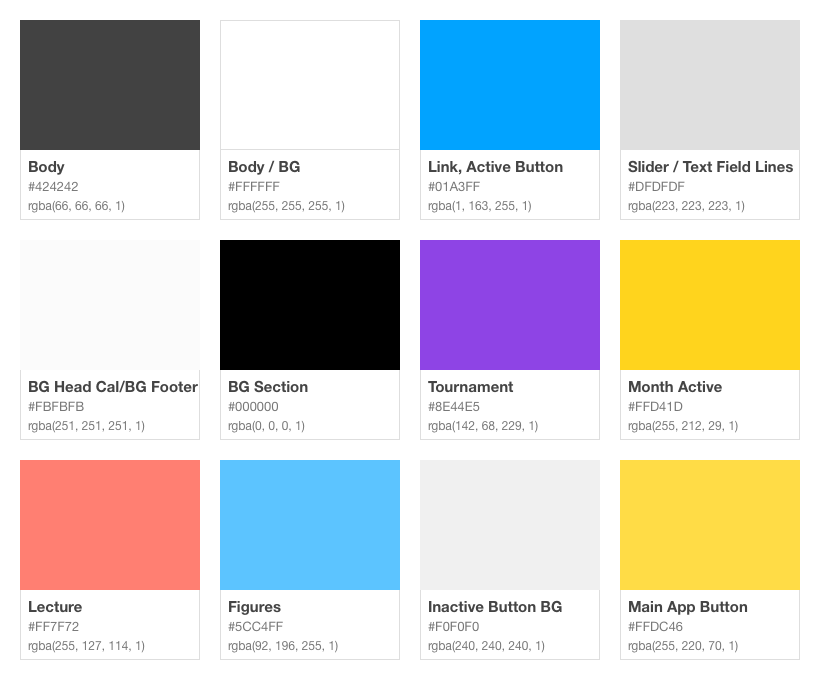 Body
#424242
rgba(66, 66, 66, 1)
Body / BG
#FFFFFF
rgba(255, 255, 255, 1)
Link, Active Button
#01A3FF
rgba(1, 163, 255, 1)
Slider / Text Field Lines
#DFDFDF
rgba(223, 223, 223, 1)
BG Head Cal/BG Footer
#FBFBFB
rgba(251, 251, 251, 1)
BG Section
#000000
rgba(0, 0, 0, 1)
Tournament
#8E44E5
rgba(142, 68, 229, 1)
Month Active
#FFD41D
rgba(255, 212, 29, 1)
Lecture
#FF7F72
rgba(255, 127, 114, 1)
Figures
#5CC4FF
rgba(92, 196, 255, 1)
Inactive Button BG
#F0F0F0
rgba(240, 240, 240, 1)
Main App Button
#FFDC46
rgba(255, 220, 70, 1)